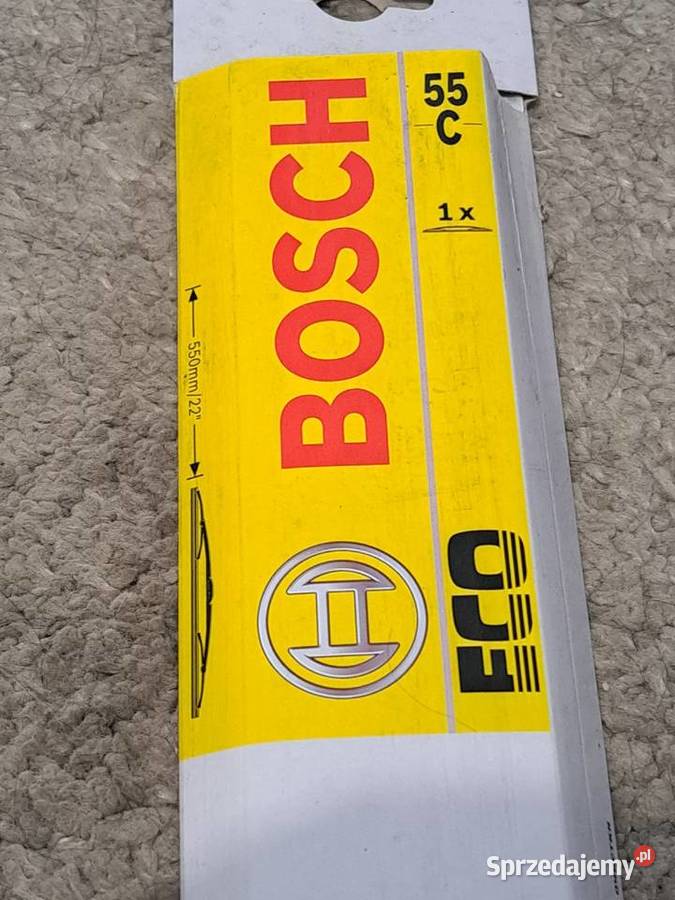 55
C
1 x
BOSCH
550mm/22"
ECO
Sprzedajemy.pl